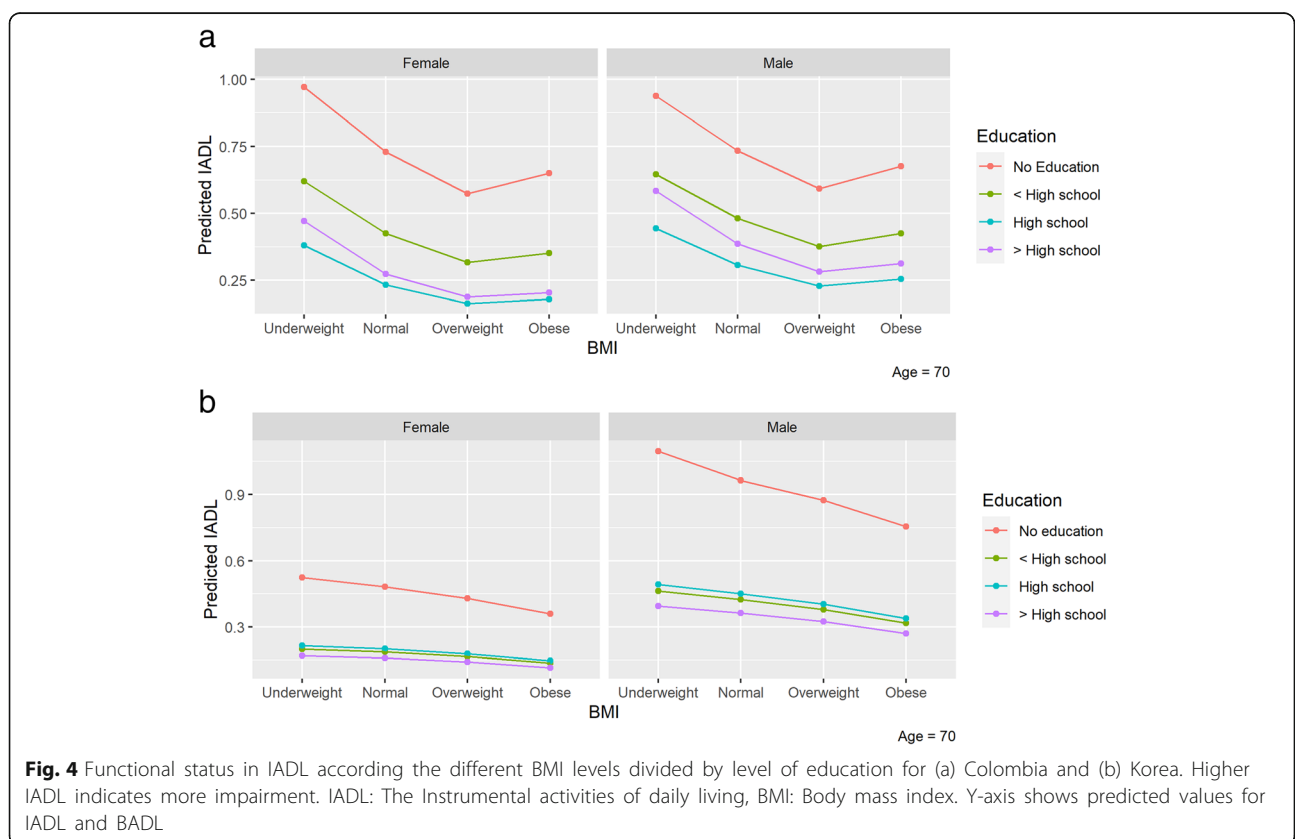 a
Female Male
1.00
0.75
0.50
0.25
Predicted IADL
Underweight Normal Overweight Obese Underweight Normal Overweight Obese
BMI
Age = 70
Education
No Education
< High school
High school
> High school
b
Female Male
0.9
0.6
0.3
Predicted IADL
Underweight Normal Overweight Obese Underweight Normal Overweight Obese
BMI
Age = 70
Education
No education
< High school
High school
> High school
Fig. 4 Functional status in IADL according the different BMI levels divided by level of education for (a) Colombia and (b) Korea. Higher
IADL indicates more impairment. IADL: The Instrumental activities of daily living, BMI: Body mass index. Y-axis shows predicted values for
IADL and BADL